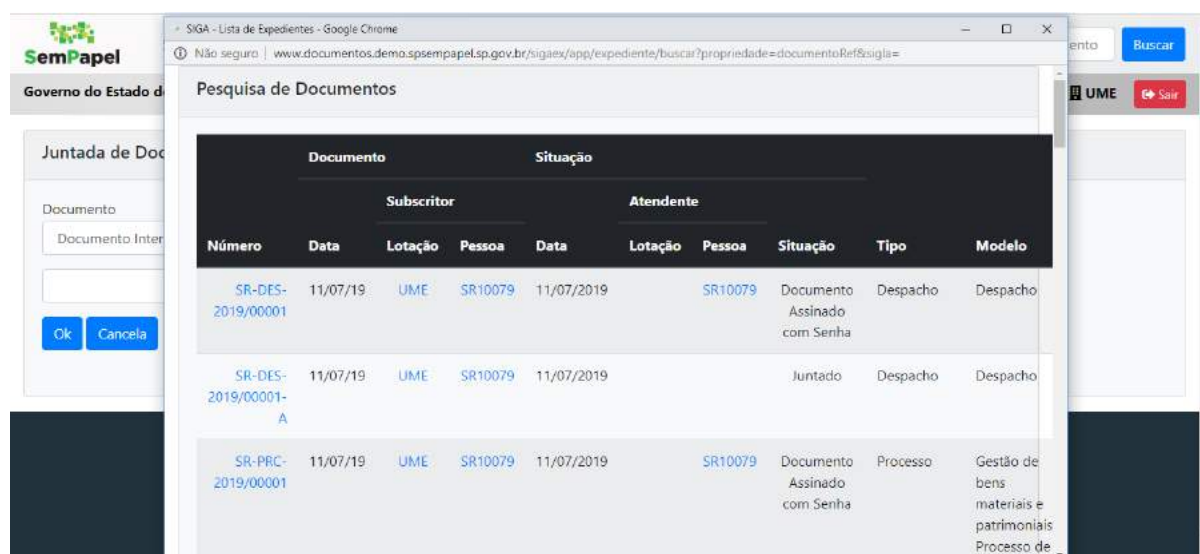 SIGA - Lista de Expedientes - Google Chrome
SemPapel
Não seguro | www.documentos.demo.spsempapel.sp.gov.br/sigaex/app/expediente/buscar?propriedade=documentoRef&sigla=
ento Buscar
Governo do Estado d
Pesquisa de Documentos
UME Sair
Juntada de Doc
Documento Situação
Documento
Subscritor Atendente
Documento Inter
Número Data Lotação Pessoa Data Lotação Pessoa Situação Tipo Modelo
SR-DES- 11/07/19 UME SR10079 11/07/2019 SR10079 Documento Despacho Despacho
2019/00001 Assinado
com Senha
Ok Cancela
SR-DES- 11/07/19 UME SR10079 11/07/2019 Juntado Despacho Despacho
2019/00001-
A
SR-PRC- 11/07/19 UME SR10079 11/07/2019 SR10079 Documento Processo Gestão de
2019/00001 Assinado bens
com Senha materiais e
patrimoniais
Processo de